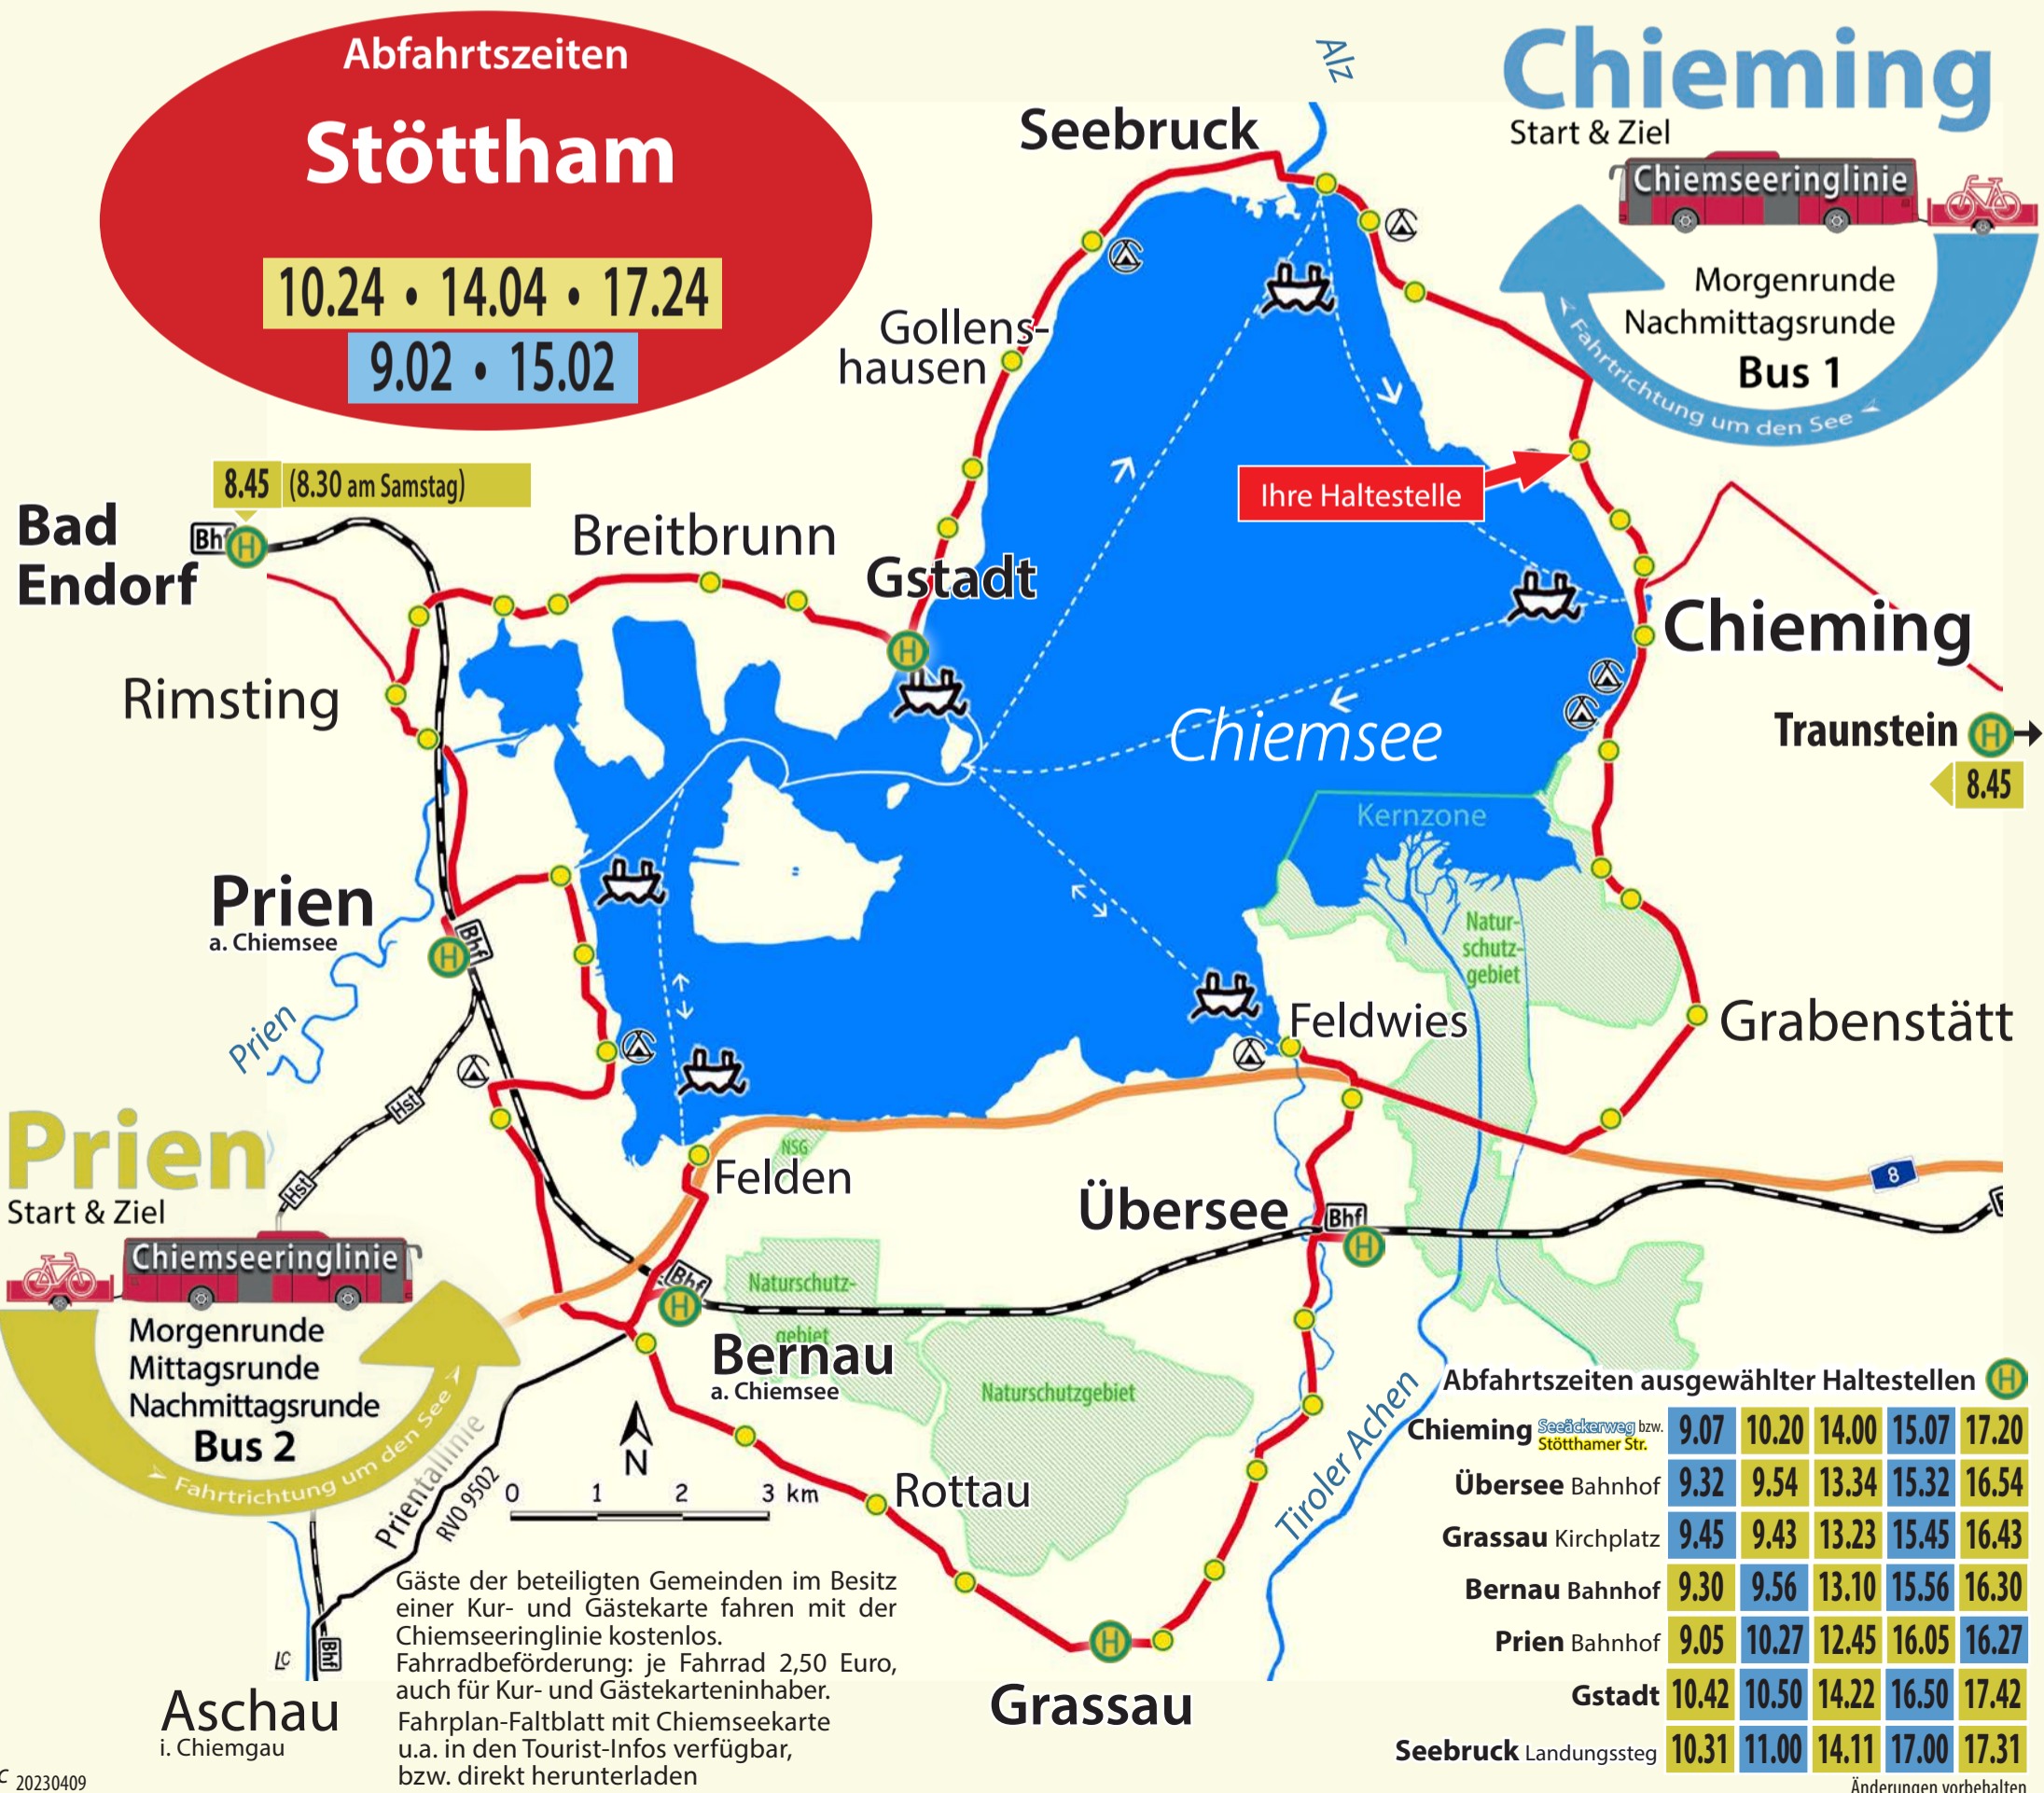 Abfahrtszeiten
Stöttham
10.24 • 14.04 • 17.24
9.02 • 15.02
Alz
Chieming
Start & Ziel
Chiemseeringlinie
Morgenrunde
Nachmittagsrunde
Bus 1
Fahrtrichtung um den See
Seebruck
Gollens-
hausen
Ihre Haltestelle
8.45 (8.30 am Samstag)
Bad
Endorf
Bhf
H
Breitbrunn
Gstadt
H
Chieming
Rimsting
Chiemsee
Traunstein H
8.45
Kernzone
Prien
a. Chiemsee
Bhf
H
Natur-
schutz-
gebiet
Prien
Feldwies
Grabenstätt
Hst
Hst
Prien
Start & Ziel
Chiemseeringlinie
Morgenrunde
Mittagsrunde
Nachmittagsrunde
Bus 2
Fahrtrichtung um den See
NSG
Felden
8
Übersee
Bhf
H
Bhf
H
Naturschutz-
gebiet
Bernau
a. Chiemsee
Naturschutzgebiet
Prientallinie
RVO 9502
N
0 1 2 3 km
Rottau
Tiroler Achen
H
Grassau
Bhf
LC
Aschau
i. Chiemgau
Gäste der beteiligten Gemeinden im Besitz
einer Kur- und Gästekarte fahren mit der
Chiemseeringlinie kostenlos.
Fahrradbeförderung: je Fahrrad 2,50 Euro,
auch für Kur- und Gästekarteninhaber.
Fahrplan-Faltblatt mit Chiemseekarte
u.a. in den Tourist-Infos verfügbar,
bzw. direkt herunterladen
Abfahrtszeiten ausgewählter Haltestellen H
Chieming Seeäckerweg bzw. Stötthamer Str. 9.07 10.20 14.00 15.07 17.20
Übersee Bahnhof 9.32 9.54 13.34 15.32 16.54
Grassau Kirchplatz 9.45 9.43 13.23 15.45 16.43
Bernau Bahnhof 9.30 9.56 13.10 15.56 16.30
Prien Bahnhof 9.05 10.27 12.45 16.05 16.27
Gstadt 10.42 10.50 14.22 16.50 17.42
Seebruck Landungssteg 10.31 11.00 14.11 17.00 17.31
Änderungen vorbehalten
20230409